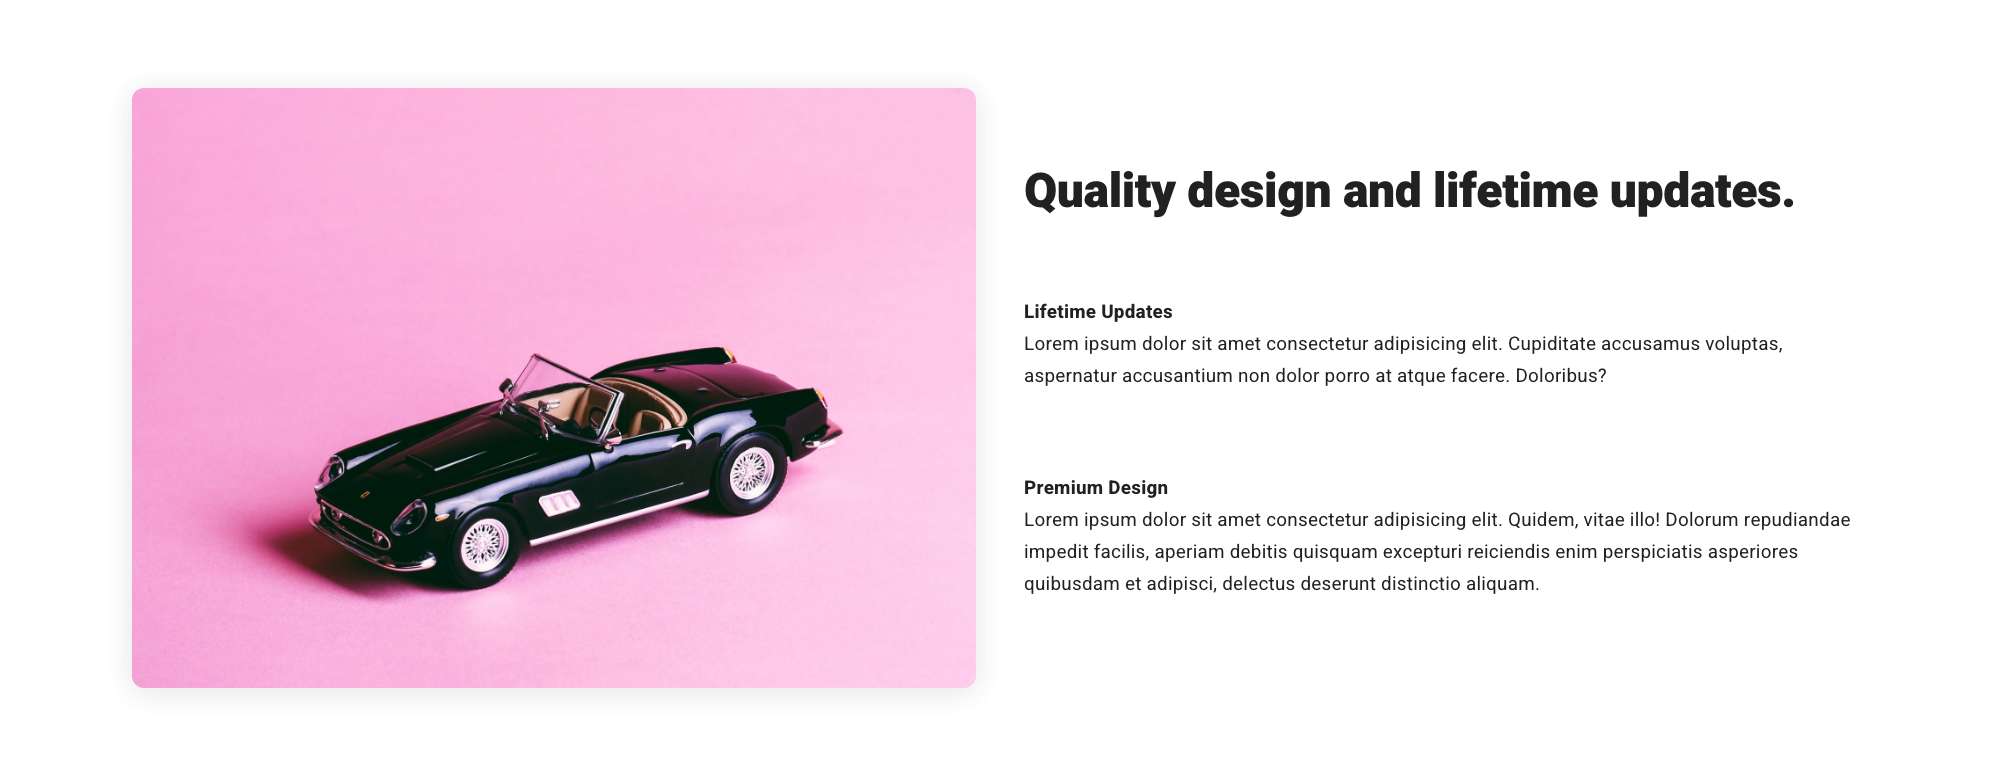 Quality design and lifetime updates.
Lifetime Updates
Lorem ipsum dolor sit amet consectetur adipisicing elit. Cupiditate accusamus voluptas,
aspernatur accusantium non dolor porro at atque facere. Doloribus?
Premium Design
Lorem ipsum dolor sit amet consectetur adipisicing elit. Quidem, vitae illo! Dolorum repudiandae
impedit facilis, aperiam debitis quisquam excepturi reiciendis enim perspiciatis asperiores
quibusdam et adipisci, delectus deserunt distinctio aliquam.